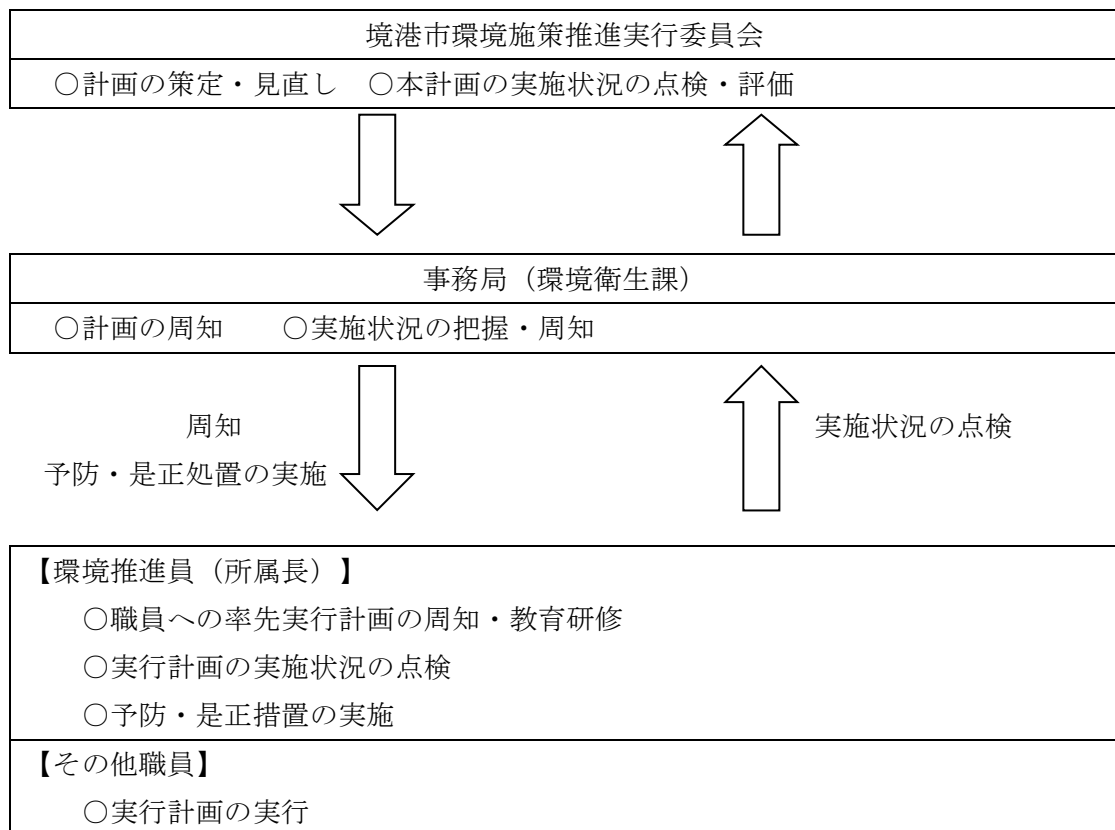 境港市環境施策推進実行委員会
○計画の策定・見直し　○本計画の実施状況の点検・評価
事務局（環境衛生課）
○計画の周知　　○実施状況の把握・周知
周知
予防・是正処置の実施
実施状況の点検
【環境推進員（所属長）】
○職員への率先実行計画の周知・教育研修
○実行計画の実施状況の点検
○予防・是正措置の実施
【その他職員】
○実行計画の実行